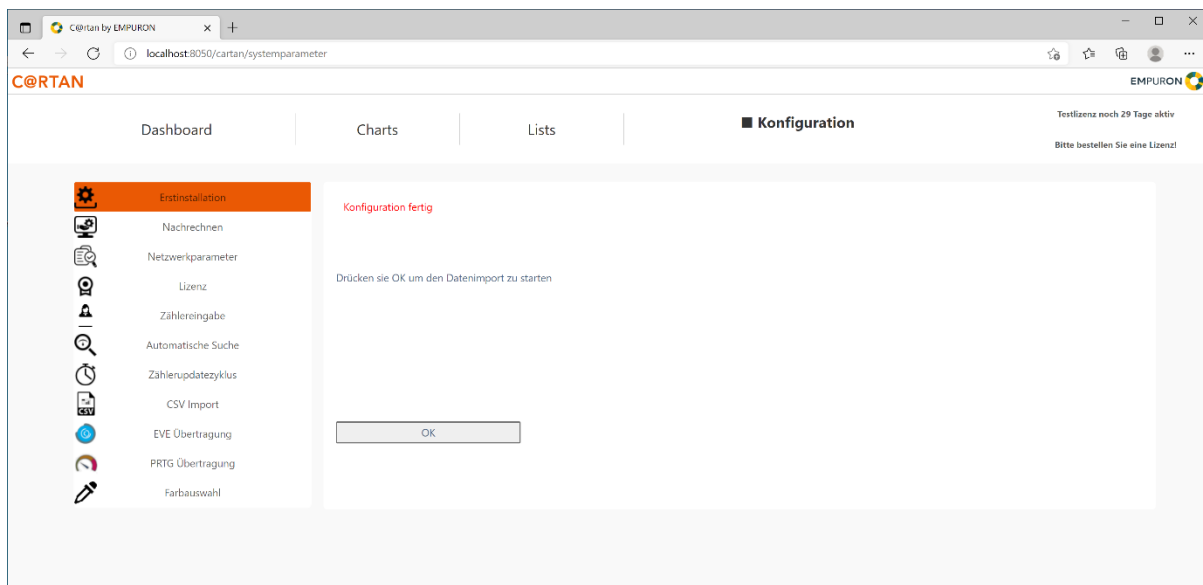 C@rtan by EMPURON
localhost:8050/cartan/systemparameter
C@RTAN
EMPURON
Dashboard
Charts
Lists
Konfiguration
Testlizenz noch 29 Tage aktiv
Bitte bestellen Sie eine Lizenz!
Erstinstallation
Nachrechnen
Netzwerkparameter
Lizenz
Zählereingabe
Automatische Suche
Zählerupdatezyklus
CSV
CSV Import
EVE Übertragung
PRTG Übertragung
Farbauswahl
Konfiguration fertig
Drücken sie OK um den Datenimport zu starten
OK